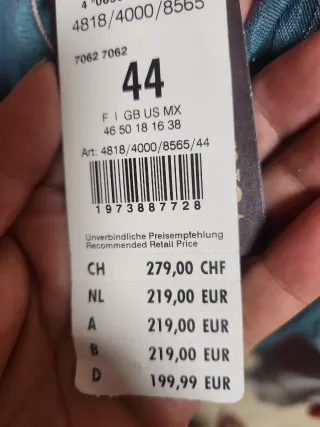 4818/4000/8565
7062 7062
44
F I GB US MX
46 50 18 16 38
Art: 4818/4000/8565/44
1973887728
Unverbindliche Preisempfehlung
Recommended Retail Price
CH 279,00 CHF
NL 219,00 EUR
A 219,00 EUR
B 219,00 EUR
D 199,99 EUR